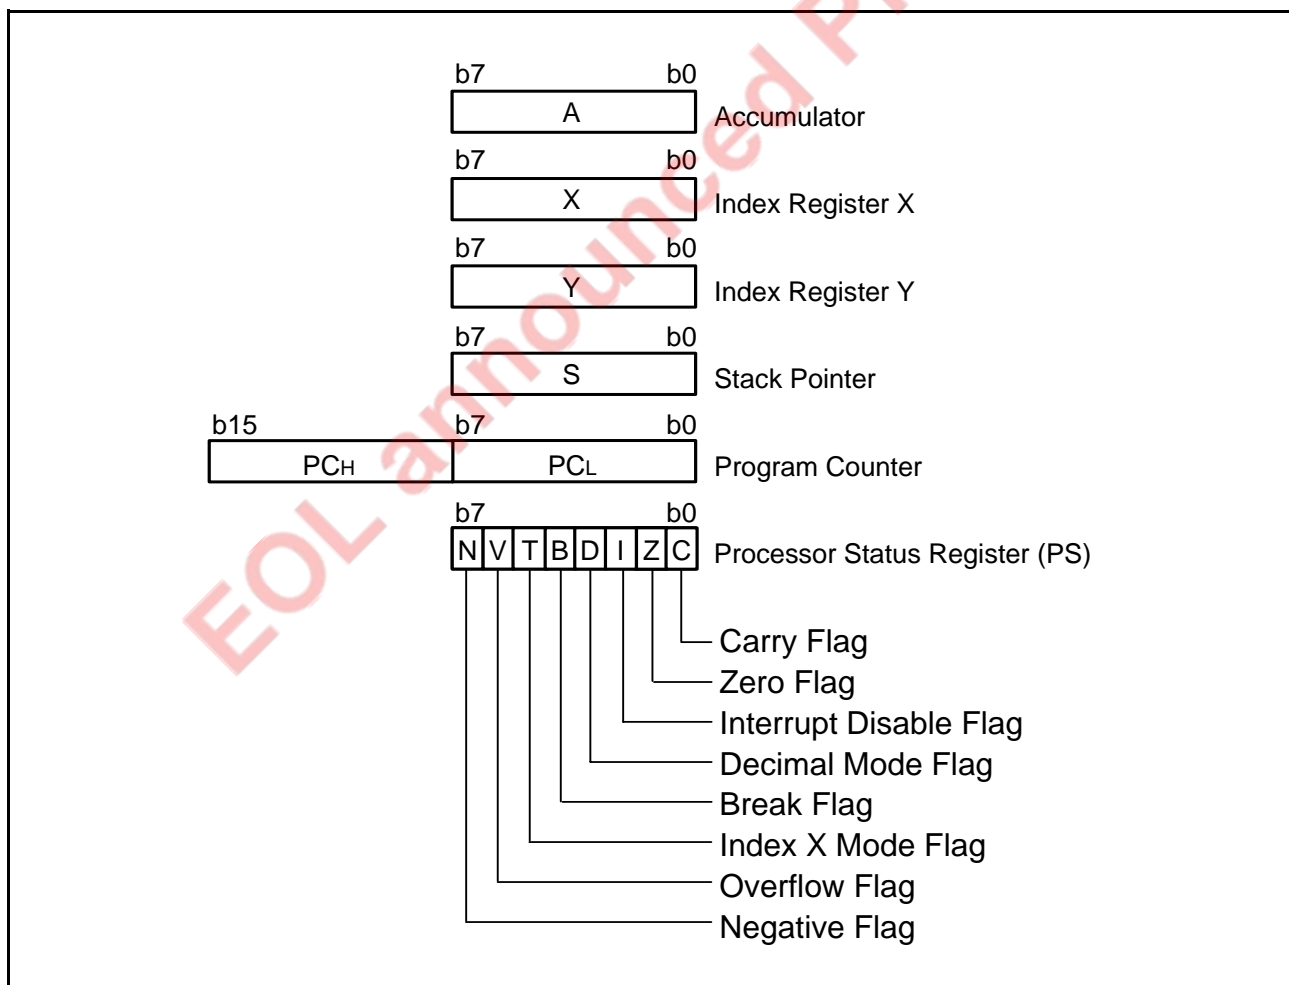 b7 b0
A Accumulator
b7 b0
X Index Register X
b7 b0
Y Index Register Y
b7 b0
S Stack Pointer
b15 b7 b0
PCH PCL Program Counter
b7 b0
N V T B D I Z C Processor Status Register (PS)
Carry Flag
Zero Flag
Interrupt Disable Flag
Decimal Mode Flag
Break Flag
Index X Mode Flag
Overflow Flag
Negative Flag
EOL announced